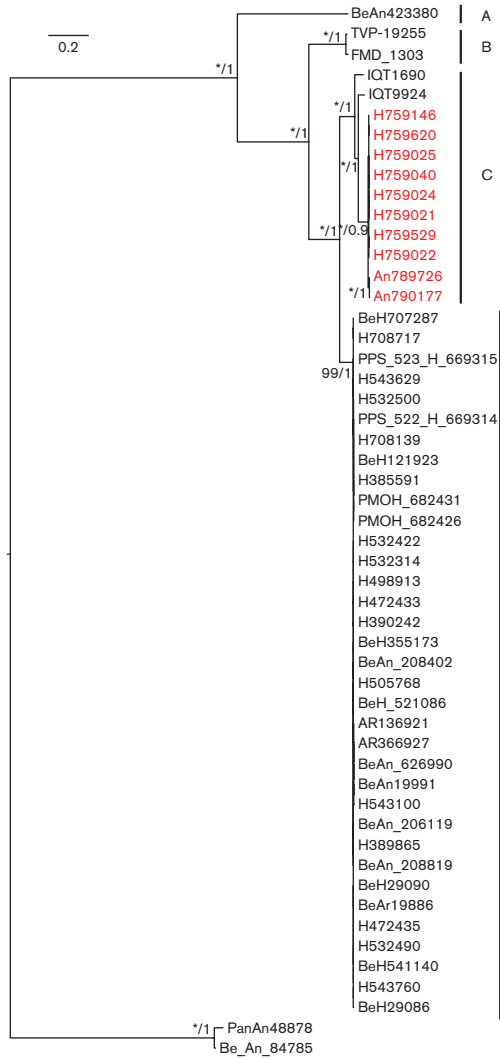 BeAn423380
A
TVP-19255
B
FMD_1303
0.2
*/1
*/1
IQT1690
IQT9924
*/1
H759146
H759620
*/1
H759025
*/1
H759040
C
H759024
H759021
*/1
*/0.9
H759529
H759022
An789726
*/1
An790177
BeH707287
H708717
PPS_523_H_669315
99/1
H543629
H532500
PPS_522_H_669314
H708139
BeH121923
H385591
PMOH_682431
PMOH_682426
H532422
H532314
H498913
H472433
H390242
BeH355173
BeAn_208402
H505768
BeH_521086
AR136921
AR366927
BeAn_626990
BeAn19991
H543100
BeAn_206119
H389865
BeAn_208819
BeH29090
BeAr19886
H472435
H532490
BeH541140
H543760
BeH29086
*/1
PanAn48878
Be_An_84785